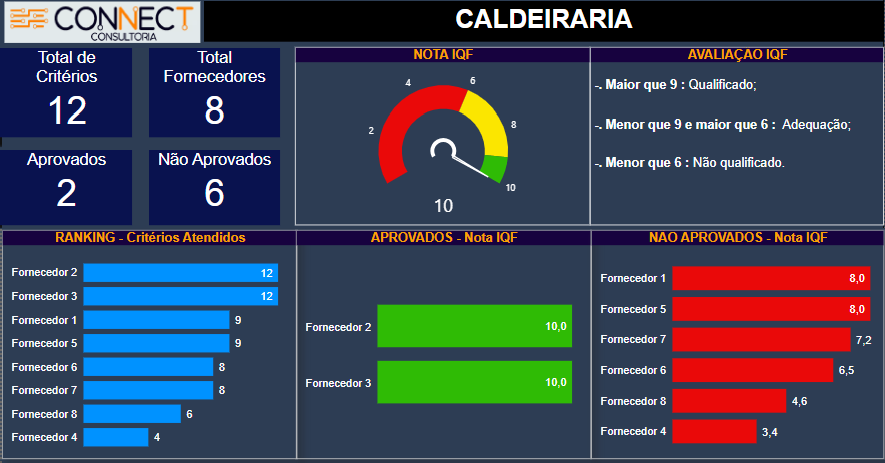 CONNECT
CONSULTORIA
CALDEIRARIA
Total de
Critérios
12
Total
Fornecedores
8
Aprovados
2
Não Aprovados
6
NOTA IQF
2
4
6
8
10
10
AVALIAÇAO IQF
-. Maior que 9 : Qualificado;
-. Menor que 9 e maior que 6 : Adequação;
-. Menor que 6 : Não qualificado.
RANKING - Critérios Atendidos
Fornecedor 2 12
Fornecedor 3 12
Fornecedor 1 9
Fornecedor 5 9
Fornecedor 6 8
Fornecedor 7 8
Fornecedor 8 6
Fornecedor 4 4
APROVADOS - Nota IQF
Fornecedor 2 10,0
Fornecedor 3 10,0
NAO APROVADOS - Nota IQF
Fornecedor 1 8,0
Fornecedor 5 8,0
Fornecedor 7 7,2
Fornecedor 6 6,5
Fornecedor 8 4,6
Fornecedor 4 3,4